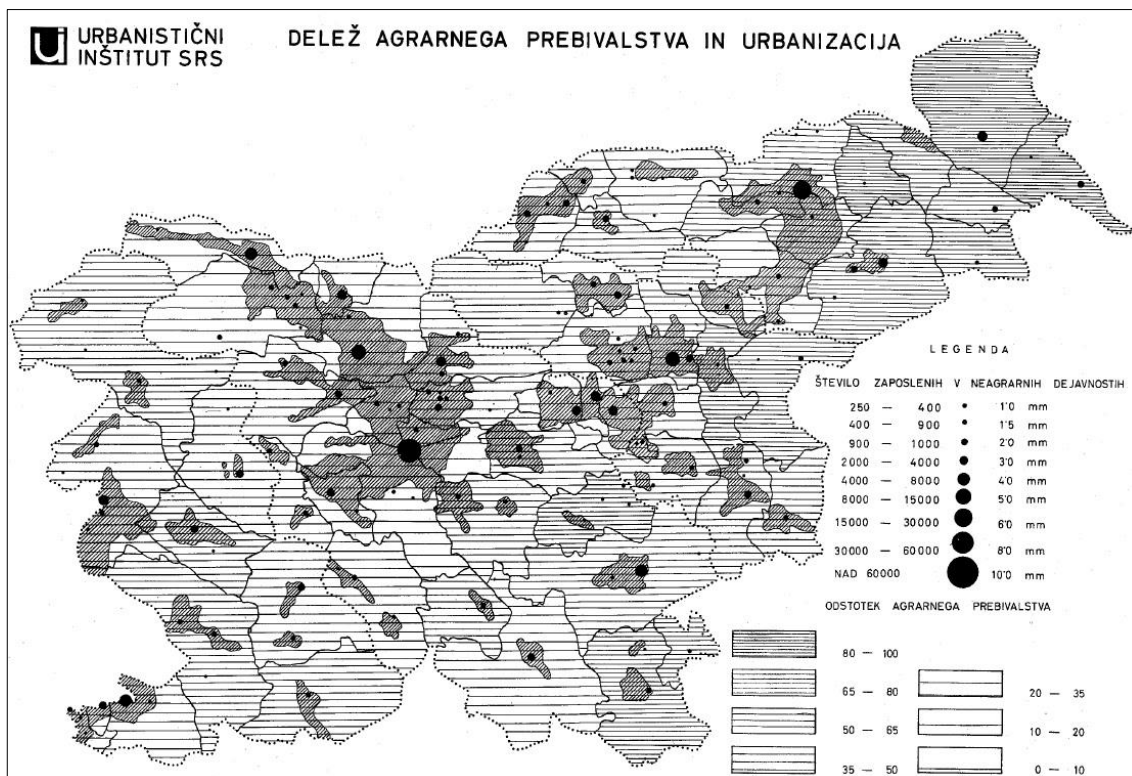 URBANISTIČNI
INŠTITUT SRS
DELEŽ AGRARNEGA PREBIVALSTVA IN URBANIZACIJA
LEGENDA
ŠTEVILO ZAPOSLENIH V NEAGRARNIH DEJAVNOSTIH
250 — 400 1'0 mm
400 — 900 1'5 mm
900 — 1000 2'0 mm
2000 — 4000 3'0 mm
4000 — 8000 4'0 mm
8000 — 15000 5'0 mm
15000 — 30000 6'0 mm
30000 — 60000 8'0 mm
NAD 60000 10'0 mm
ODSTOTEK AGRARNEGA PREBIVALSTVA
80 — 100
65 — 80
50 — 65
35 — 50
20 — 35
10 — 20
0 — 10